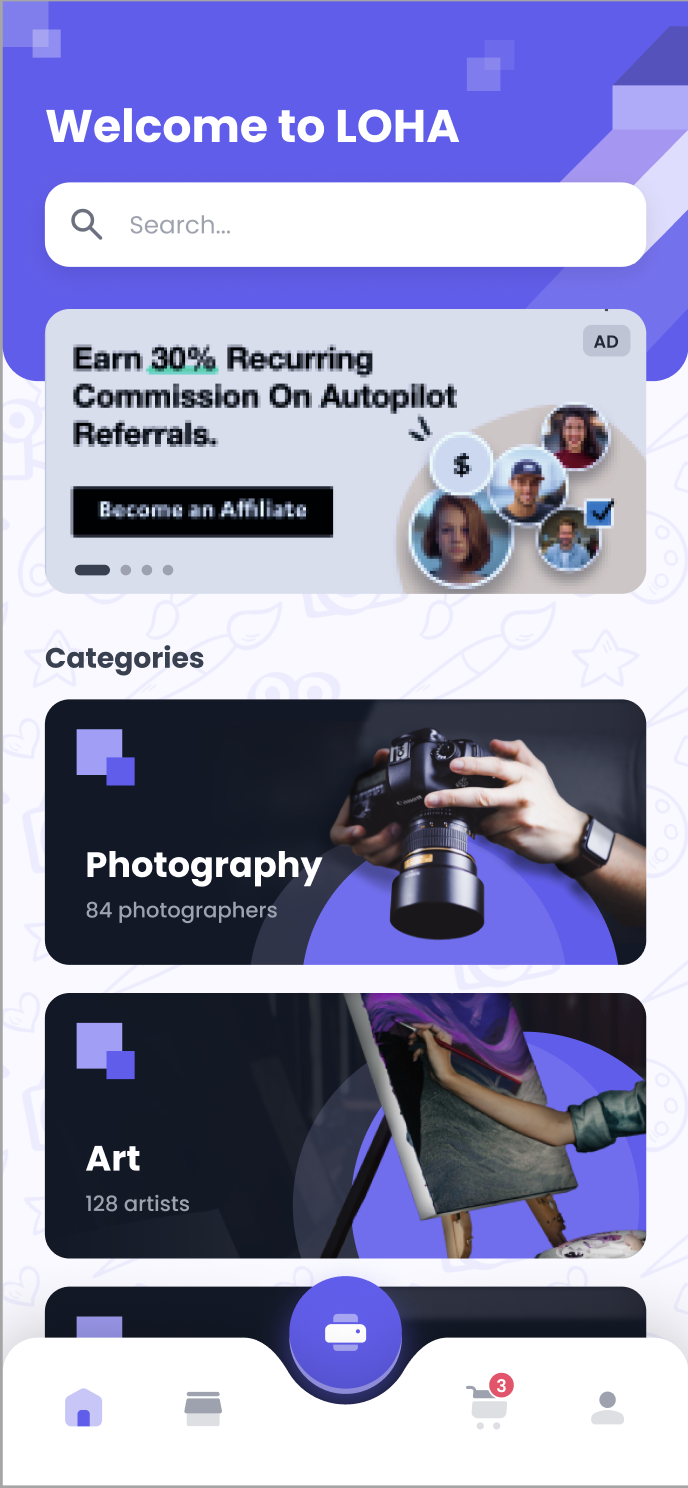 Welcome to LOHA
Search...
AD
Earn 30% Recurring
Commission On Autopilot
Referrals.
$
Become an Affiliate
Categories
Canon
Photography
84 photographers
Art
128 artists
3